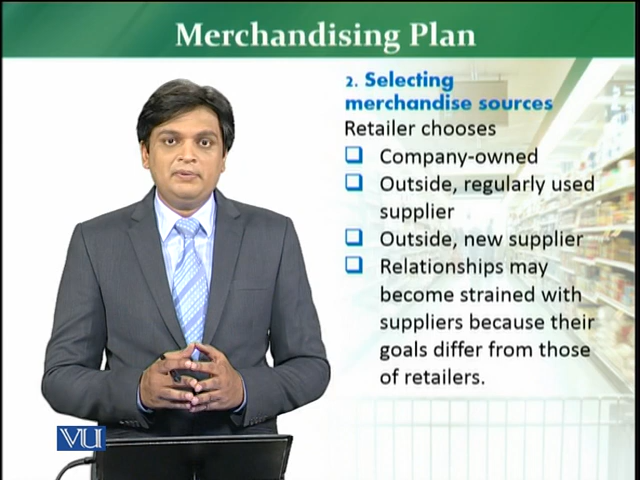 Merchandising Plan
2. Selecting
merchandise sources
Retailer chooses
Company-owned
Outside, regularly used
supplier
Outside, new supplier
Relationships may
become strained with
suppliers because their
goals differ from those
of retailers.
VU